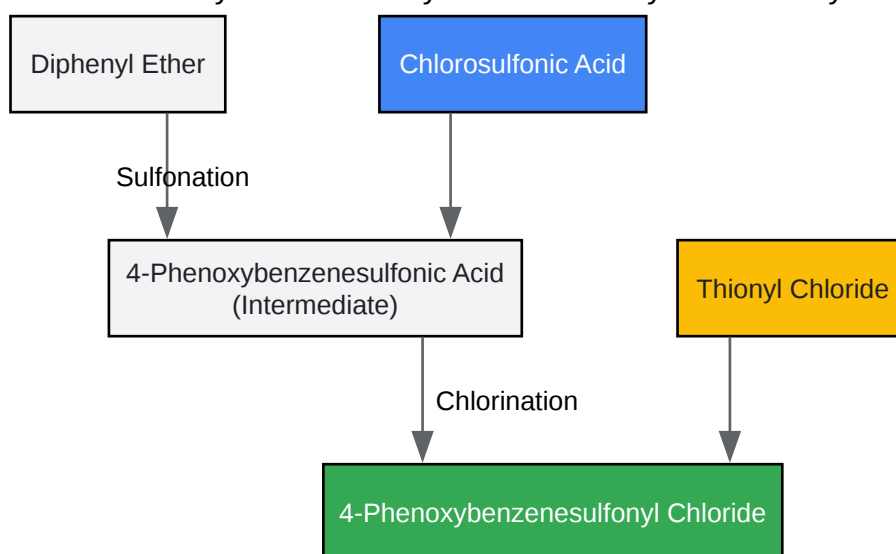 Diphenyl Ether
Chlorosulfonic Acid
Sulfonation
4-Phenoxybenzenesulfonic Acid
(Intermediate)
Thionyl Chloride
Chlorination
4-Phenoxybenzenesulfonyl Chloride